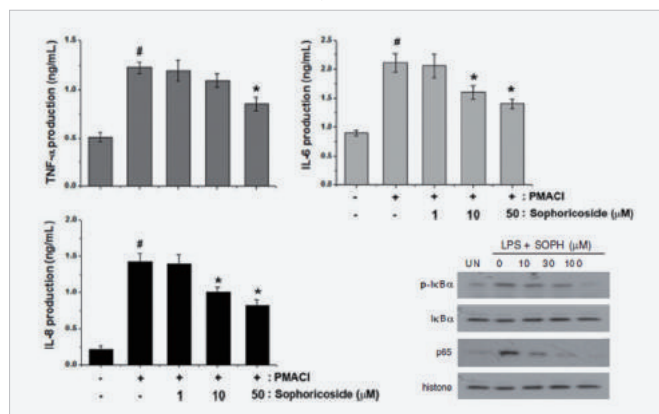 TNF-α production (ng/mL)
1.5
1.0
0.5
0.0
#
*
IL-6 production (ng/mL)
2.5
2.0
1.5
1.0
0.5
0.0
#
*
*
- + + + + : PMACI
- - 1 10 50 : Sophoricoside (μM)
IL-8 production (ng/mL)
2.0
1.5
1.0
0.5
0.0
#
*
*
- + + + + : PMACI
- - 1 10 50 : Sophoricoside (μM)
LPS + SOPH (μM)
UN 0 10 30 100
p-IκBα
IκBα
p65
histone